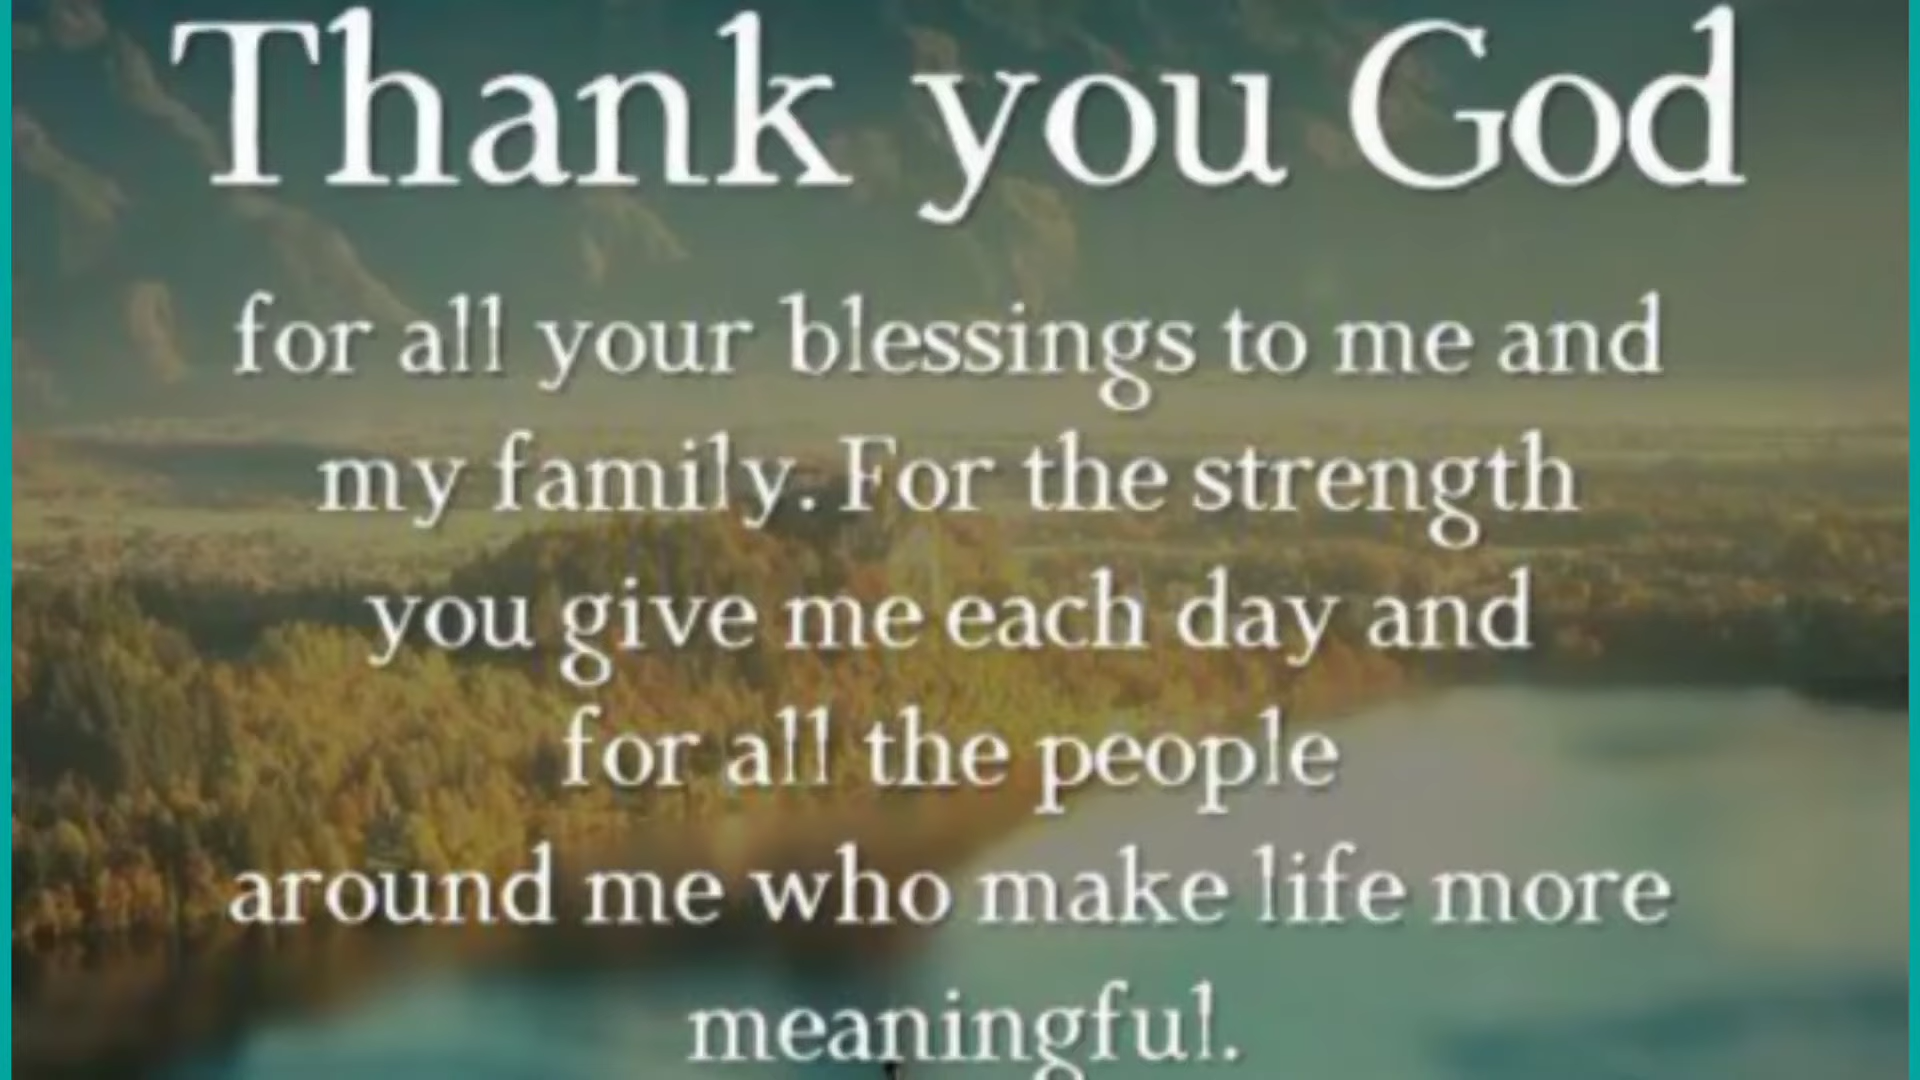 Thank you God
for all your blessings to me and
my family. For the strength
you give me each day and
for all the people
around me who make life more
meaningful.